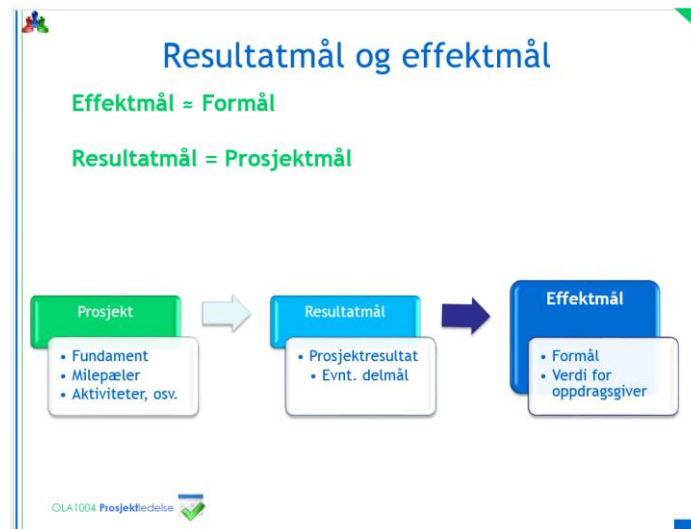 Resultatmål og effektmål
Effektmål ≈ Formål
Resultatmål = Prosjektmål
Prosjekt
• Fundament
• Milepæler
• Aktiviteter, osv.
Resultatmål
• Prosjektresultat
• Evnt. delmål
Effektmål
• Formål
• Verdi for
oppdragsgiver
OLA1004 Prosjektledelse